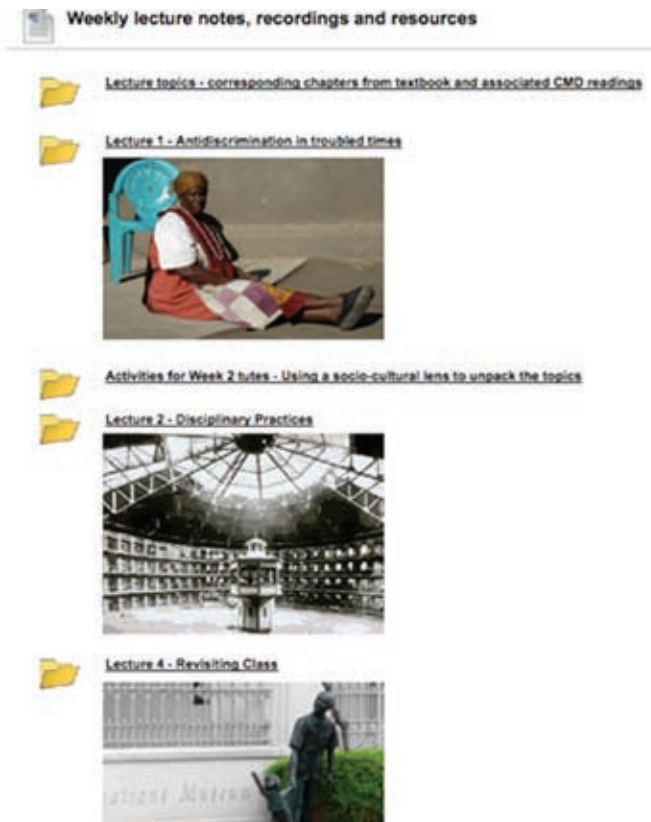 Weekly lecture notes, recordings and resources
Lecture topics - corresponding chapters from textbook and associated CMD readings
Lecture 1 - Antidiscrimination in troubled times
Activities for Week 2 tutes - Using a socio-cultural lens to unpack the topics
Lecture 2 - Disciplinary Practices
Lecture 4 - Revisiting Class
Museum